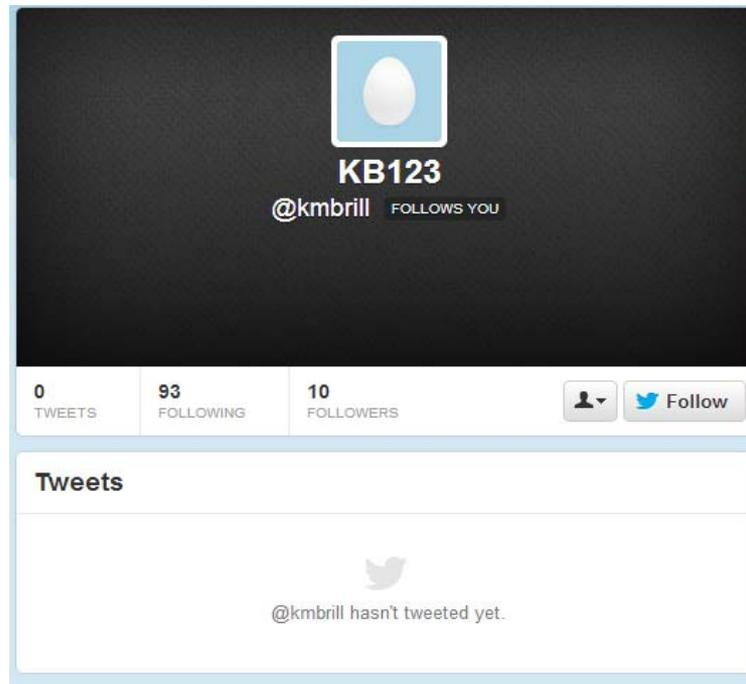 KB123
@kmbrill FOLLOWS YOU
0 93 10
TWEETS FOLLOWING FOLLOWERS
Follow
Tweets
@kmbrill hasn't tweeted yet.